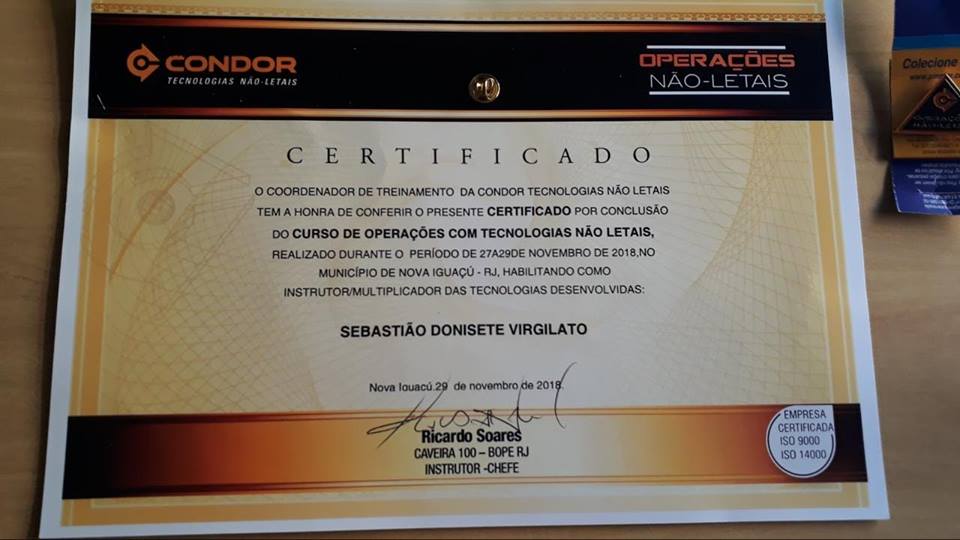 CONDOR
TECNOLOGIAS NÃO-LETAIS
OPERAÇÕES
NÃO-LETAIS
Colecione
CERTIFICADO
O COORDENADOR DE TREINAMENTO DA CONDOR TECNOLOGIAS NÃO LETAIS
TEM A HONRA DE CONFERIR O PRESENTE CERTIFICADO POR CONCLUSÃO
DO CURSO DE OPERAÇÕES COM TECNOLOGIAS NÃO LETAIS,
REALIZADO DURANTE O PERÍODO DE 27A29DE NOVEMBRO DE 2018,NO
MUNICÍPIO DE NOVA IGUAÇÚ - RJ, HABILITANDO COMO
INSTRUTOR/MULTIPLICADOR DAS TECNOLOGIAS DESENVOLVIDAS:
SEBASTIÃO DONISETE VIRGILATO
Nova Iguaçú,29 de novembro de 2018.
Ricardo Soares
CAVEIRA 100 – BOPE RJ
INSTRUTOR -CHEFE
EMPRESA
CERTIFICADA
ISO 9000
ISO 14000